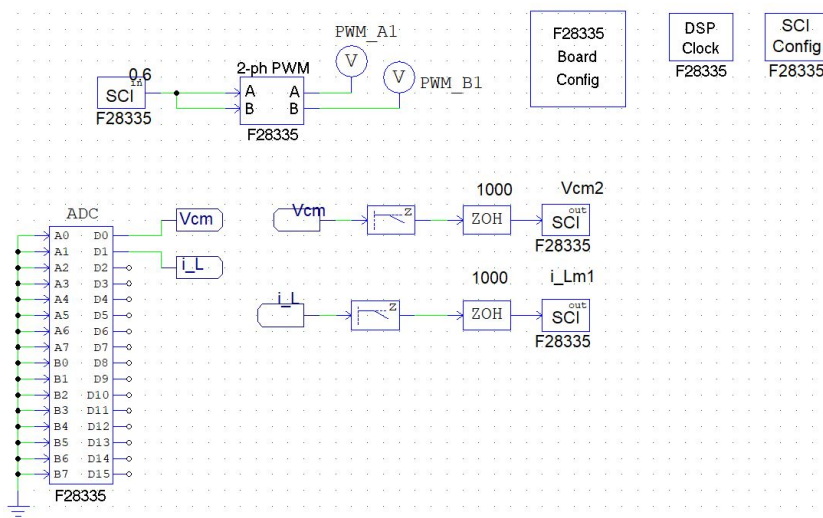 PWM_A1
V
F28335
Board
Config
DSP
Clock
F28335
SCI
Config
F28335
0.6
in
SCI
F28335
2-ph PWM
A A
B B
F28335
V
PWM_B1
ADC
A0 D0
A1 D1
A2 D2
A3 D3
A4 D4
A5 D5
A6 D6
A7 D7
B0 D8
B1 D9
B2 D10
B3 D11
B4 D12
B5 D13
B6 D14
B7 D15
F28335
Vcm
i_L
Vcm
z
1000
ZOH
Vcm2
out
SCI
F28335
i_L
z
1000
ZOH
i_Lm1
out
SCI
F28335